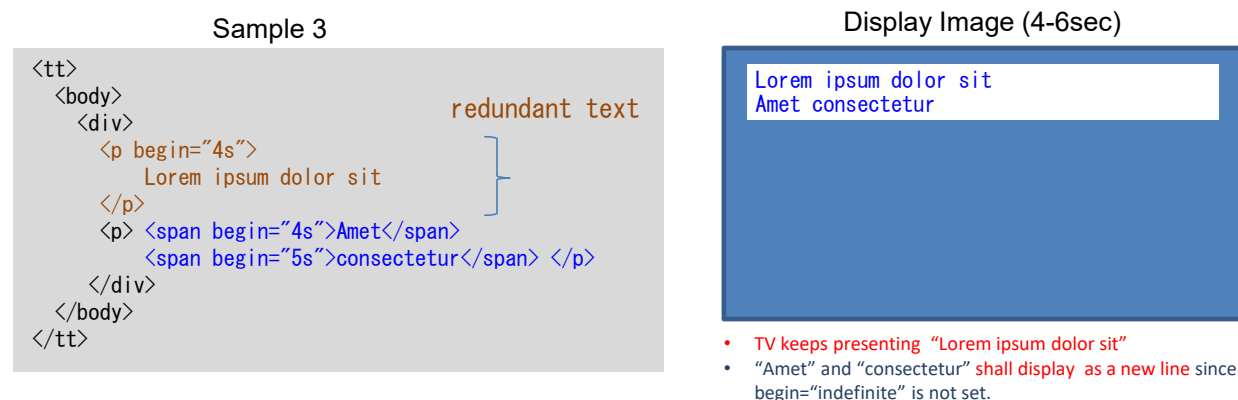 Sample 3
<tt>
<body>
<div>
redundant text
<p begin="4s">
Lorem ipsum dolor sit
</p>
<p> <span begin="4s">Amet</span>
<span begin="5s">consectetur</span> </p>
</div>
</body>
</tt>
Display Image (4-6sec)
Lorem ipsum dolor sit
Amet consectetur
• TV keeps presenting “Lorem ipsum dolor sit”
• “Amet” and “consectetur” shall display as a new line since
begin=“indefinite” is not set.